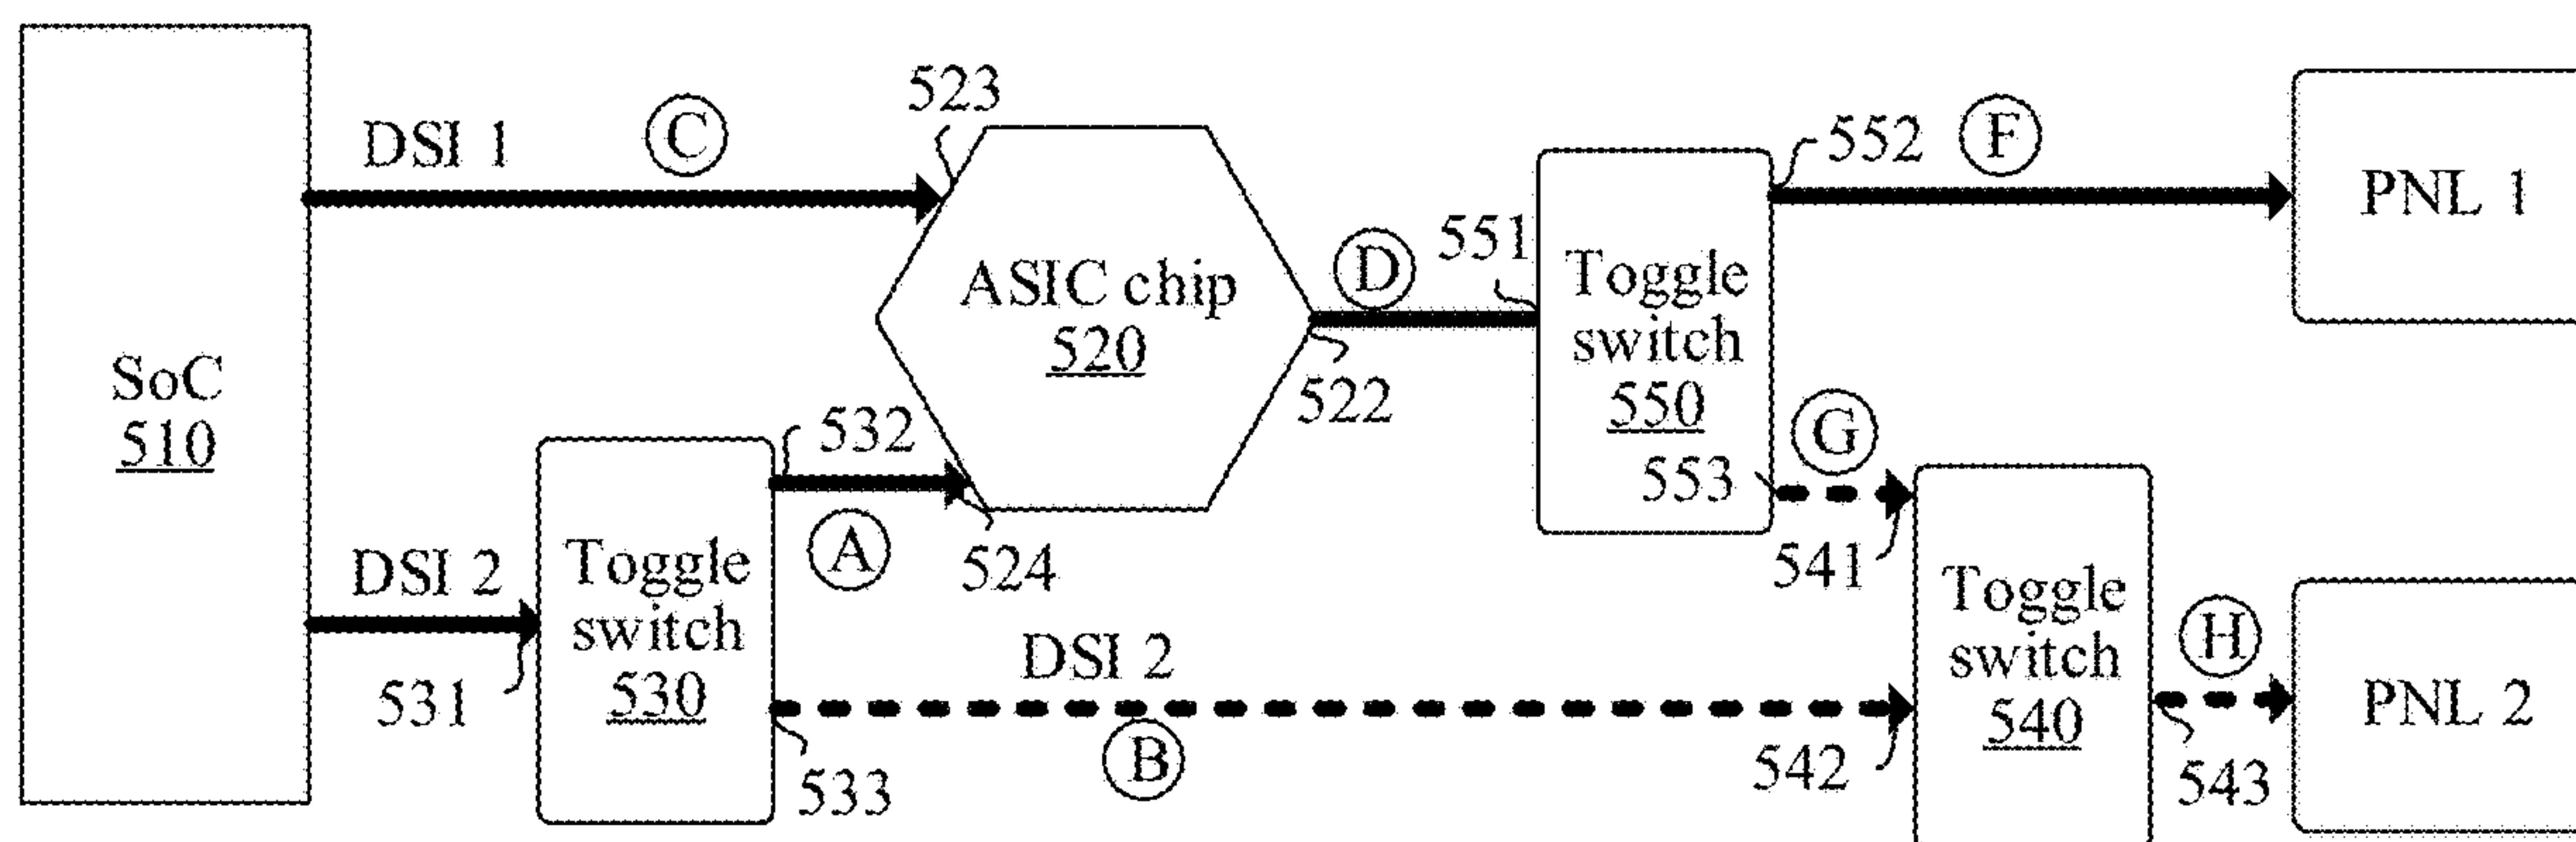 523
DSI 1
C
552
F
PNL 1
551
D
ASIC chip
520
Toggle
switch
550
522
SoC
510
532
G
553
A
524
541
DSI 2
Toggle
switch
530
531
DSI 2
B
533
Toggle
switch
540
542
H
543
PNL 2